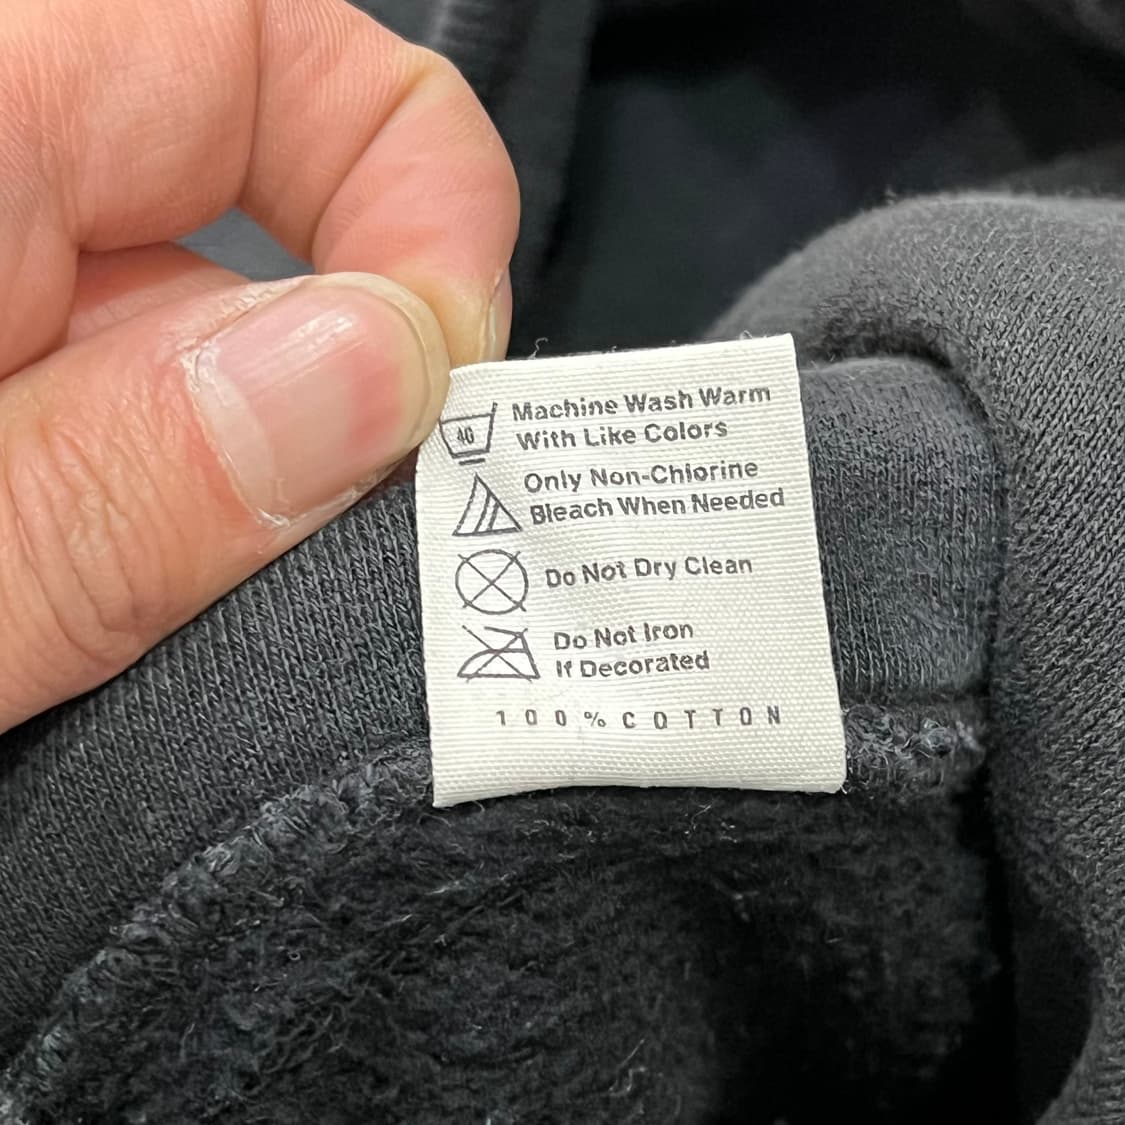 40
Machine Wash Warm
With Like Colors
Only Non-Chlorine
Bleach When Needed
Do Not Dry Clean
Do Not Iron
If Decorated
100% COTTON